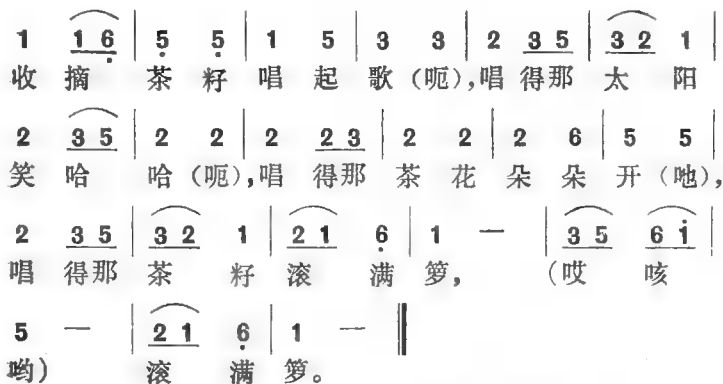 1 1 6 | 5 5 | 1 5 | 3 3 | 2 3 5 | 3 2 1 |
收 摘 茶 籽 唱 起 歌 (呃),唱 得那 太 阳
2 3 5 | 2 2 | 2 2 3 | 2 2 | 2 6 | 5 5 |
笑 哈 哈 (呃),唱 得那 茶 花 朵 朵 开 (吔),
2 3 5 | 3 2 1 | 2 1 6 | 1 — | 3 5 6 i |
唱 得那 茶 籽 滚 满 箩, (哎 咳
5 — | 2 1 6 | 1 — ‖
哟) 滚 满 箩。